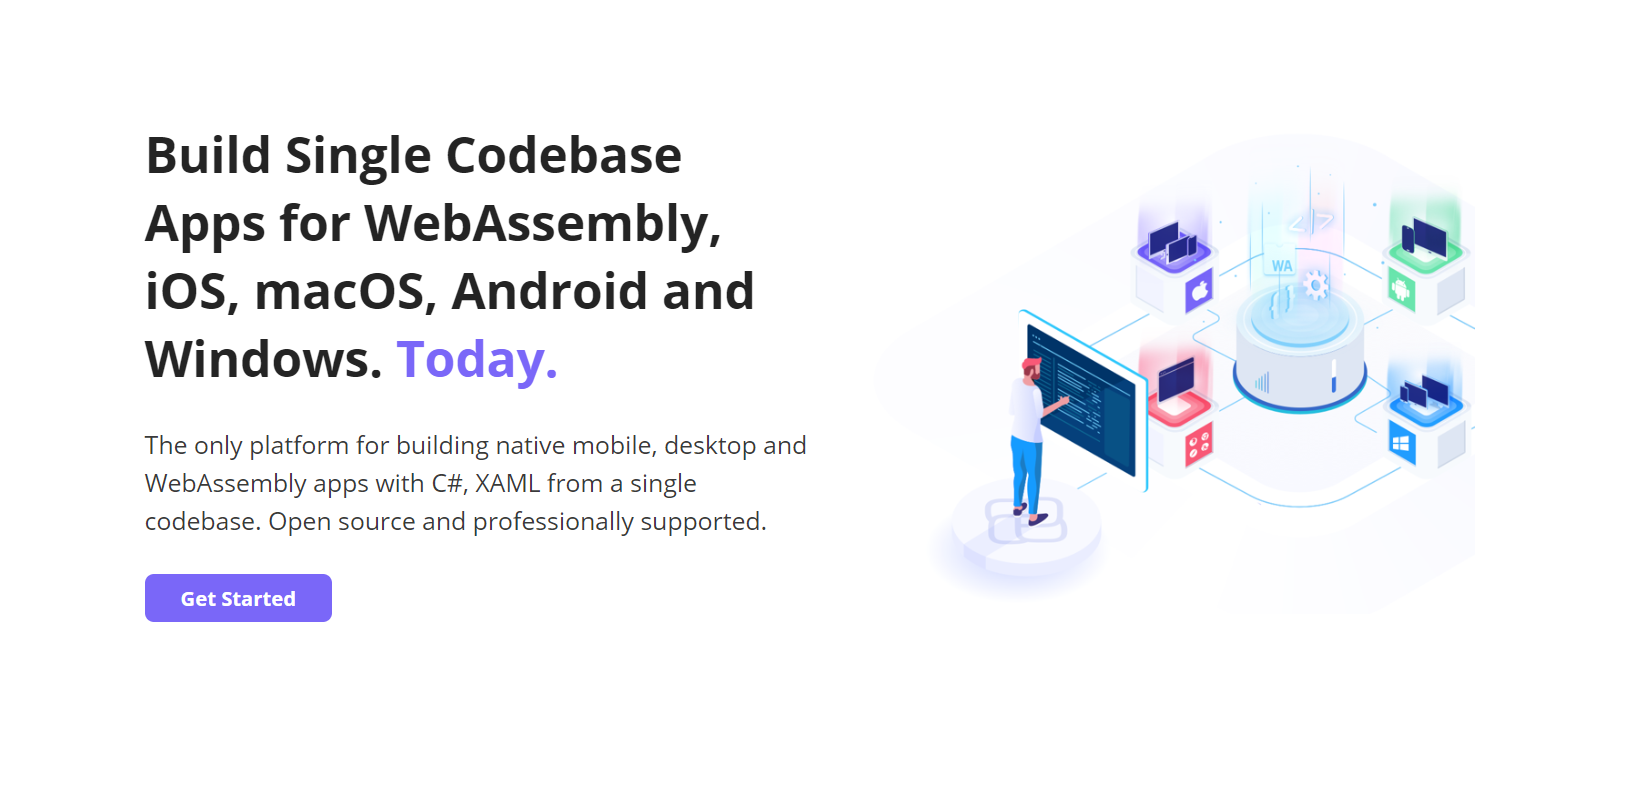 Build Single Codebase
Apps for WebAssembly,
iOS, macOS, Android and
Windows. Today.
The only platform for building native mobile, desktop and
WebAssembly apps with C#, XAML from a single
codebase. Open source and professionally supported.
Get Started
</>
WA
{}